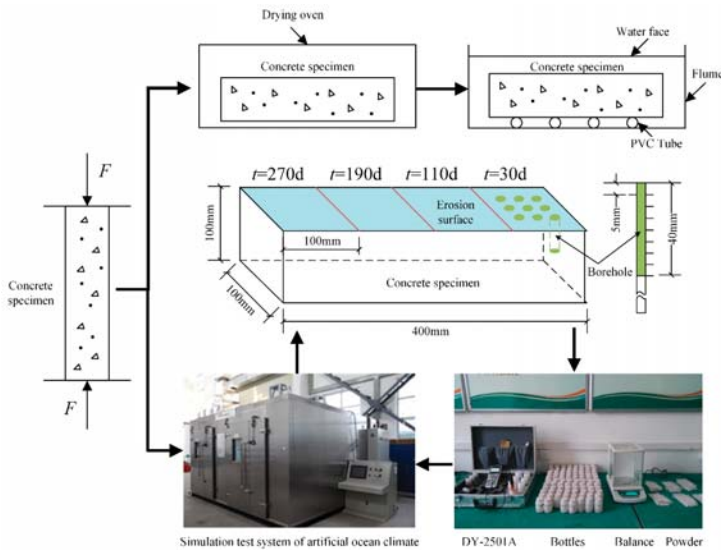 Drying oven
Concrete specimen
Water face
Concrete specimen
Flume
PVC Tube
F
Concrete
specimen
F
t=270d
t=190d
t=110d
t=30d
Erosion
surface
100mm
100mm
100mm
Concrete specimen
400mm
Borehole
5mm
40mm
Simulation test system of artificial ocean climate
DY-2501A
Bottles
Balance
Powder